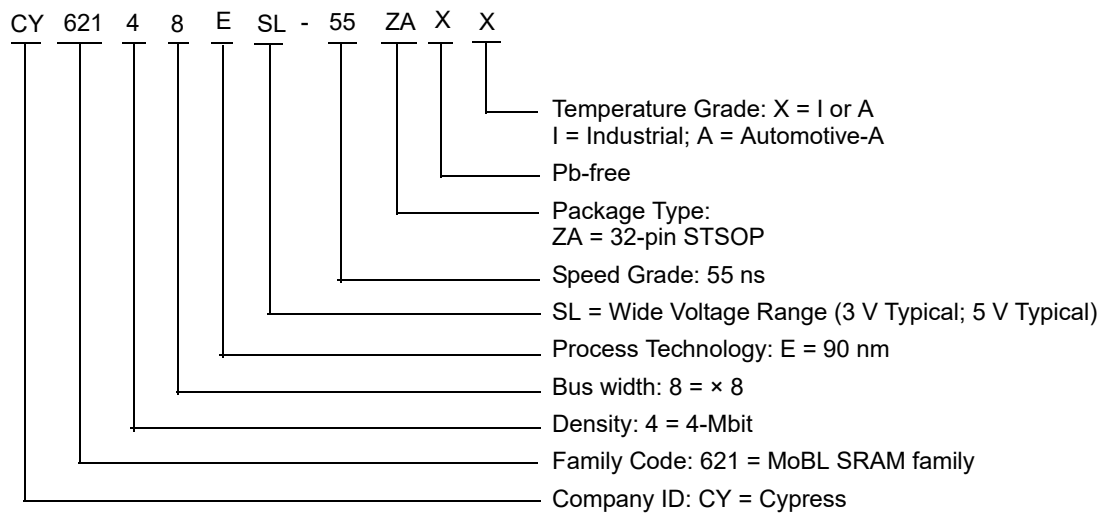 CY 621 4 8 E SL - 55 ZA X X
Temperature Grade: X = I or A
I = Industrial; A = Automotive-A
Pb-free
Package Type:
ZA = 32-pin STSOP
Speed Grade: 55 ns
SL = Wide Voltage Range (3 V Typical; 5 V Typical)
Process Technology: E = 90 nm
Bus width: 8 = × 8
Density: 4 = 4-Mbit
Family Code: 621 = MoBL SRAM family
Company ID: CY = Cypress